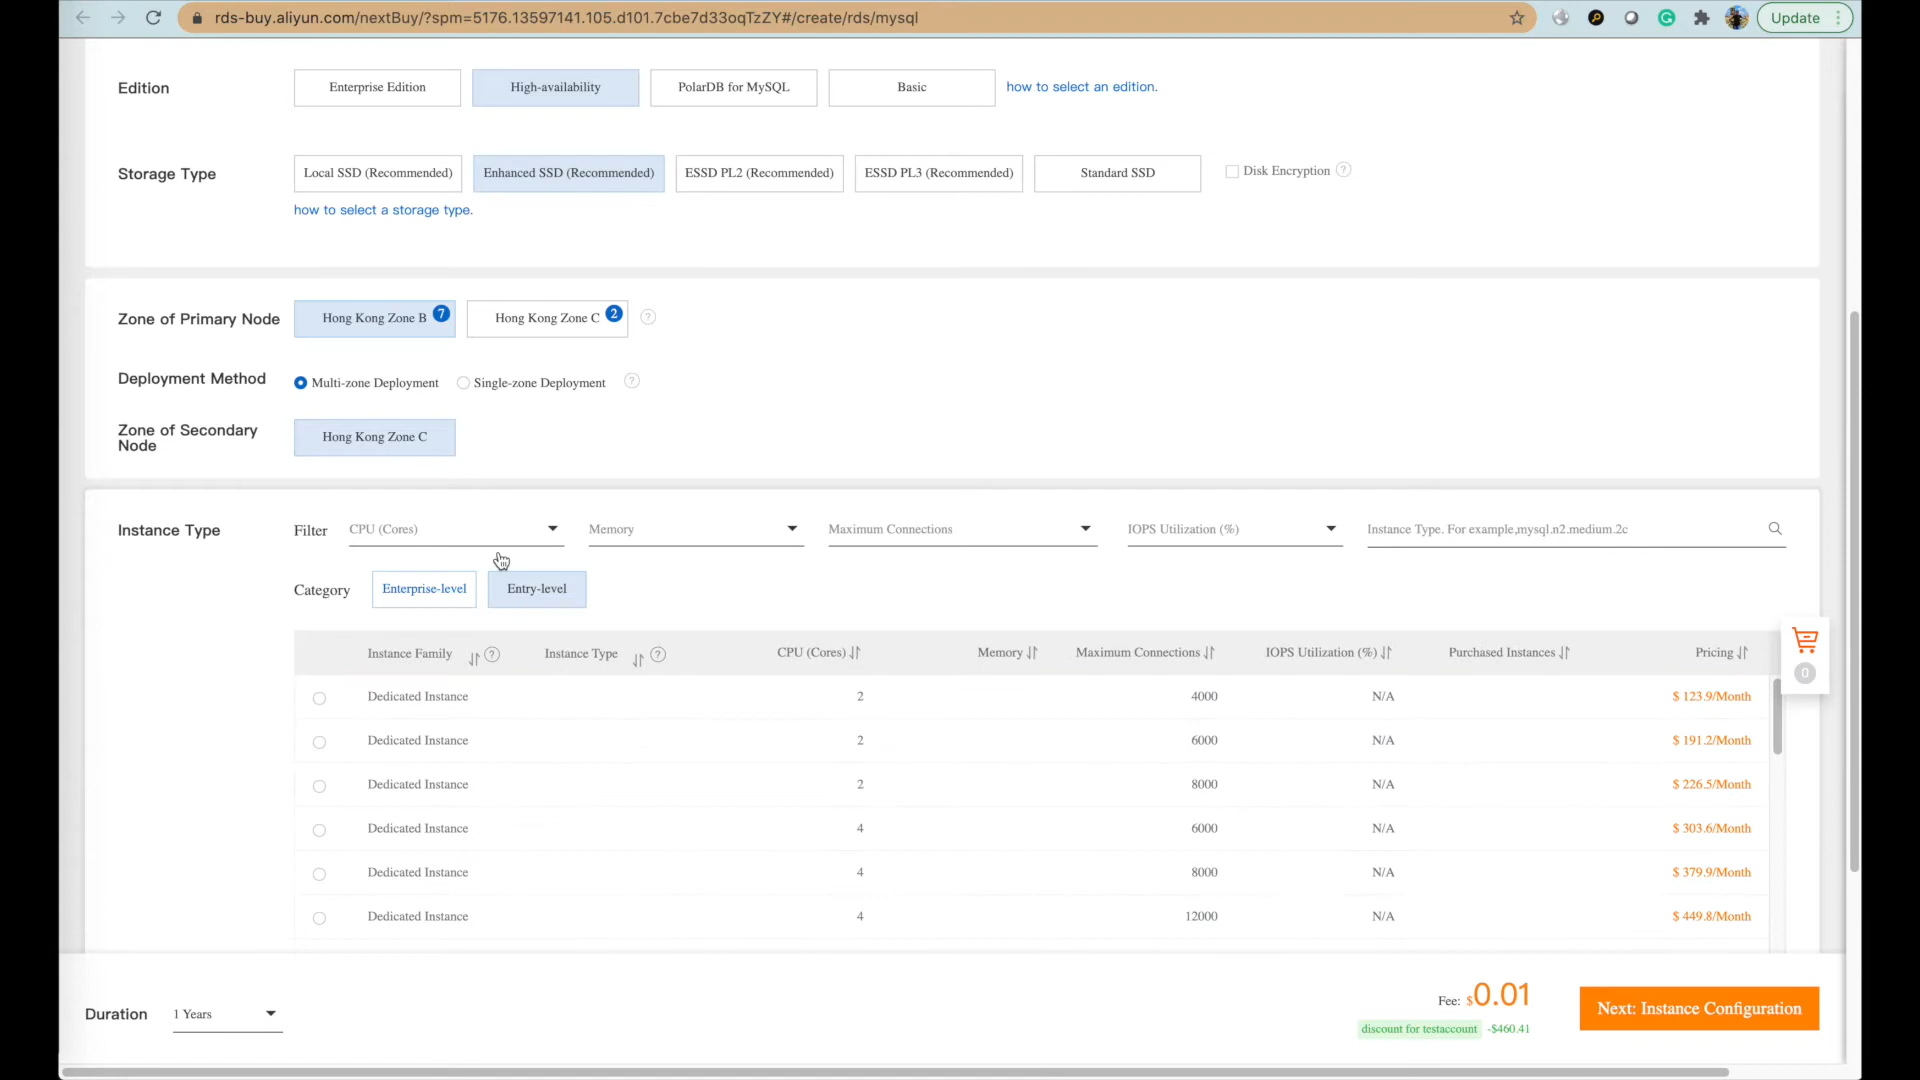 rds-buy.aliyun.com/nextBuy/?spm=5176.13597141.105.d101.7cbe7d33oqTzZY#/create/rds/mysql
Update
Edition
Enterprise Edition
High-availability
PolarDB for MySQL
Basic
how to select an edition.
Storage Type
Local SSD (Recommended)
Enhanced SSD (Recommended)
ESSD PL2 (Recommended)
ESSD PL3 (Recommended)
Standard SSD
Disk Encryption
how to select a storage type.
Zone of Primary Node
Hong Kong Zone B
7
Hong Kong Zone C
2
Deployment Method
Multi-zone Deployment
Single-zone Deployment
Zone of Secondary
Node
Hong Kong Zone C
Instance Type
Filter
CPU (Cores)
Memory
Maximum Connections
IOPS Utilization (%)
Instance Type. For example,mysql.n2.medium.2c
Category
Enterprise-level
Entry-level
Instance Family
Instance Type
CPU (Cores)
Memory
Maximum Connections
IOPS Utilization (%)
Purchased Instances
Pricing
0
Dedicated Instance 2 4000 N/A $ 123.9/Month
Dedicated Instance 2 6000 N/A $ 191.2/Month
Dedicated Instance 2 8000 N/A $ 226.5/Month
Dedicated Instance 4 6000 N/A $ 303.6/Month
Dedicated Instance 4 8000 N/A $ 379.9/Month
Dedicated Instance 4 12000 N/A $ 449.8/Month
Duration
1 Years
Fee: $0.01
discount for testaccount -$460.41
Next: Instance Configuration